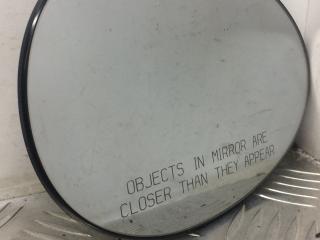 OBJECTS IN MIRROR ARE
CLOSER THAN THEY APPEAR